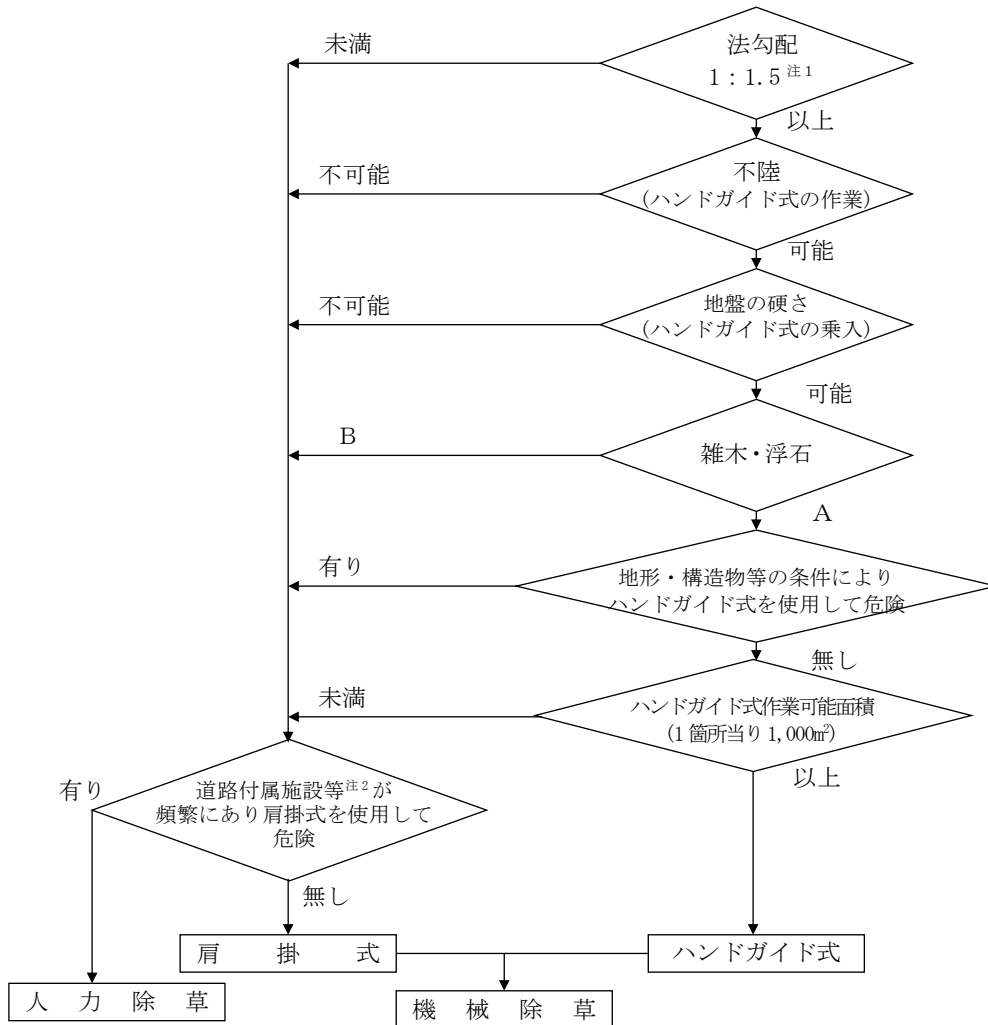 未満
法勾配
1：1.5 注1
以上
不可能
不陸
(ハンドガイド式の作業)
可能
不可能
地盤の硬さ
(ハンドガイド式の乗入)
可能
B
雑木・浮石
A
有り
地形・構造物等の条件により
ハンドガイド式を使用して危険
無し
未満
ハンドガイド式作業可能面積
(1箇所当り1,000m²)
以上
有り
道路付属施設等注2が
頻繁にあり肩掛式を使用して
危険
無し
肩掛式
ハンドガイド式
人力除草
機械除草